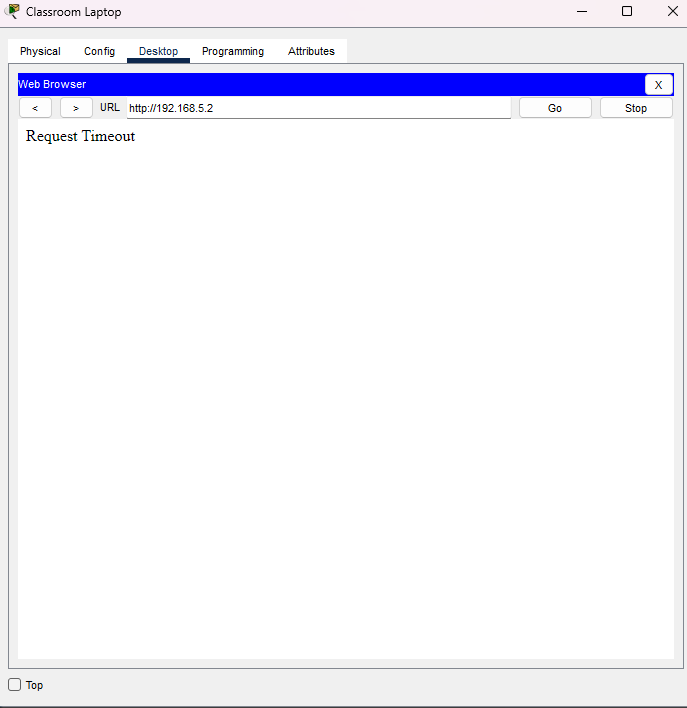 Classroom Laptop
Physical Config Desktop Programming Attributes
Web Browser X
< > URL http://192.168.5.2 Go Stop
Request Timeout
Top